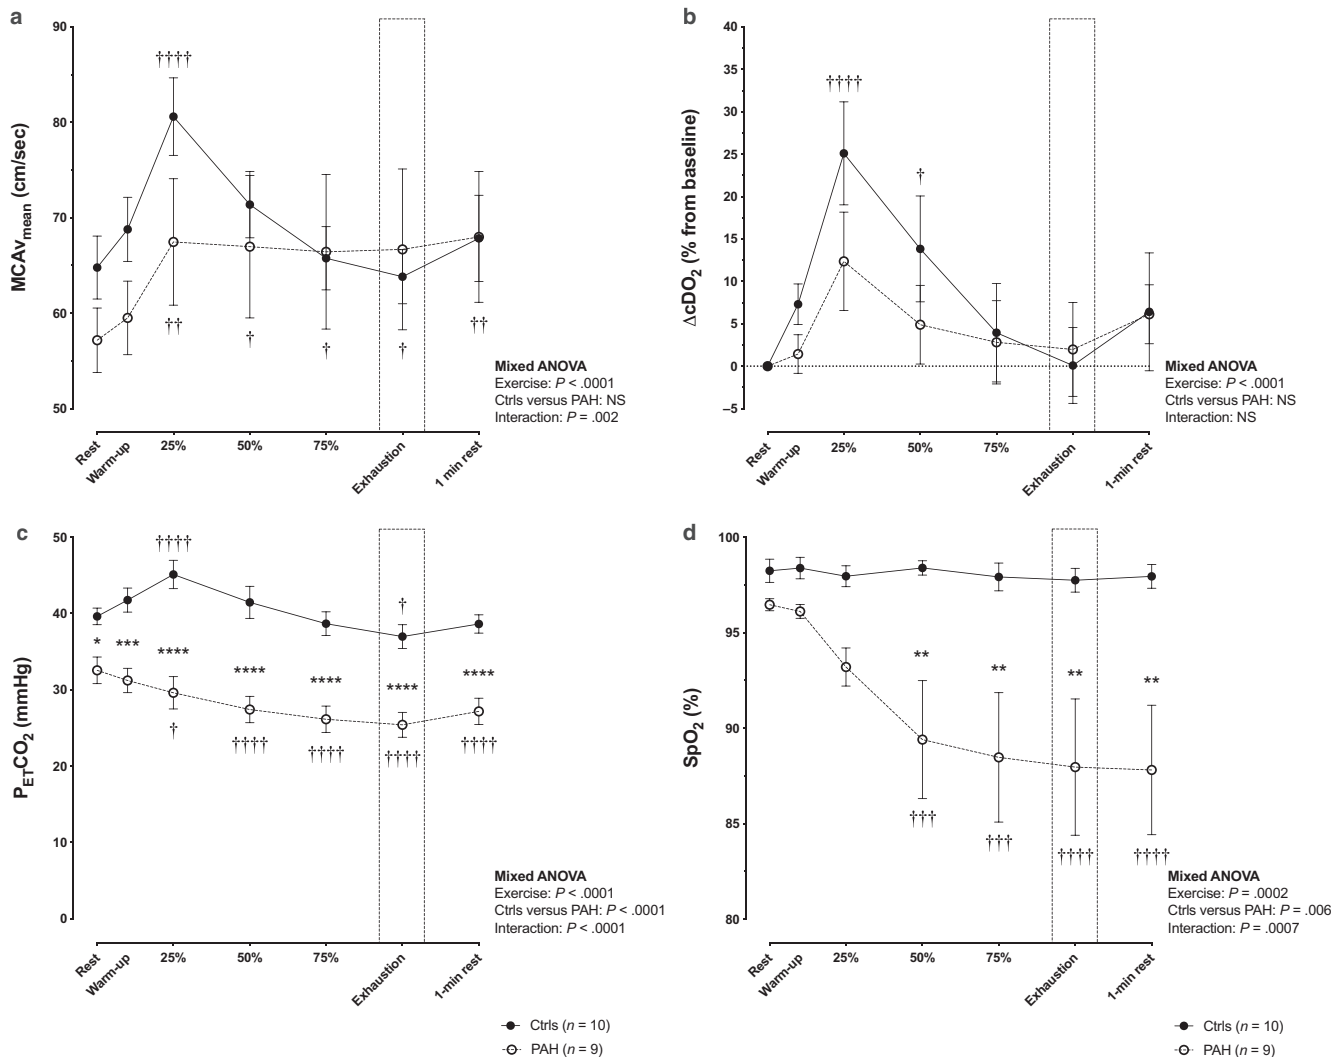 a
MCAv_mean (cm/sec)
90
80
70
60
50
††††
††
†
†
†
††
Mixed ANOVA
Exercise: P < .0001
Ctrls versus PAH: NS
Interaction: P = .002
Rest
Warm-up
25%
50%
75%
Exhaustion
1 min rest
b
ΔcDO₂ (% from baseline)
40
35
30
25
20
15
10
5
0
–5
††††
†
Mixed ANOVA
Exercise: P < .0001
Ctrls versus PAH: NS
Interaction: NS
Rest
Warm-up
25%
50%
75%
Exhaustion
1-min rest
c
P_ETCO₂ (mmHg)
50
40
30
20
10
0
††††
†
*
***
****
****
****
****
****
†
††††
††††
††††
††††
Mixed ANOVA
Exercise: P < .0001
Ctrls versus PAH: P < .0001
Interaction: P < .0001
Rest
Warm-up
25%
50%
75%
Exhaustion
1-min rest
Ctrls (n = 10)
PAH (n = 9)
d
SpO₂ (%)
100
95
90
85
80
**
**
**
**
†††
†††
††††
††††
Mixed ANOVA
Exercise: P = .0002
Ctrls versus PAH: P = .006
Interaction: P = .0007
Rest
Warm-up
25%
50%
75%
Exhaustion
1-min rest
Ctrls (n = 10)
PAH (n = 9)